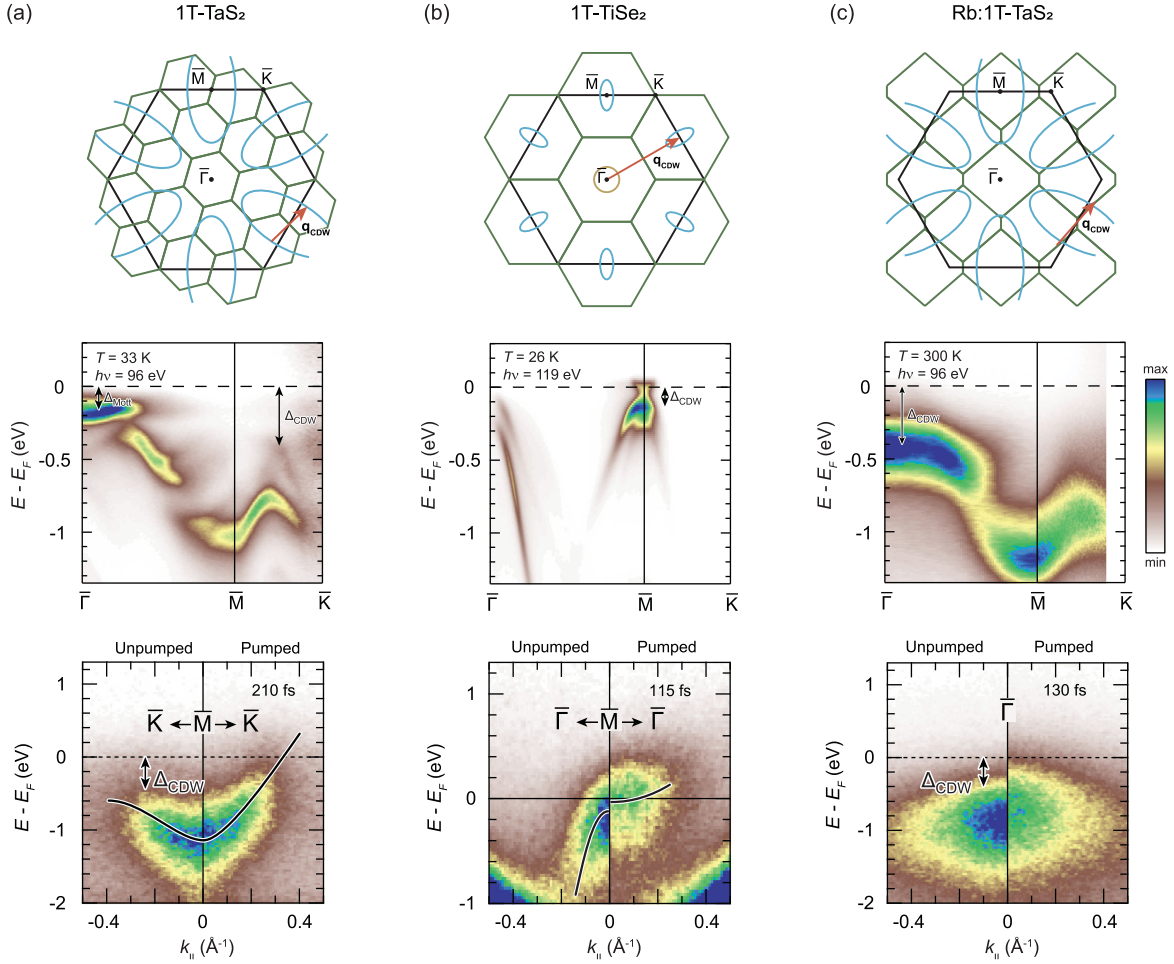 (a) 1T-TaS₂
(b) 1T-TiSe₂
(c) Rb:1T-TaS₂
M̅ K̅
Γ̅
q_CDW
M̅ K̅
Γ̅
q_CDW
M̅ K̅
Γ̅
q_CDW
T = 33 K
hν = 96 eV
Δ_Mott
Δ_CDW
E - E_F (eV)
0
-0.5
-1
Γ̅ M̅ K̅
T = 26 K
hν = 119 eV
Δ_CDW
E - E_F (eV)
0
-0.5
-1
Γ̅ M̅ K̅
T = 300 K
hν = 96 eV
Δ_CDW
E - E_F (eV)
0
-0.5
-1
Γ̅ M̅ K̅
max
min
Unpumped Pumped
210 fs
K̅ M̅ K̅
Δ_CDW
E - E_F (eV)
1
0
-1
-2
-0.4 0 0.4
k_ıı (Å⁻¹)
Unpumped Pumped
115 fs
Γ̅ M̅ Γ̅
E - E_F (eV)
1
0
-1
-0.4 0 0.4
k_ıı (Å⁻¹)
Unpumped Pumped
130 fs
Γ̅
Δ_CDW
E - E_F (eV)
1
0
-1
-2
-0.4 0 0.4
k_ıı (Å⁻¹)